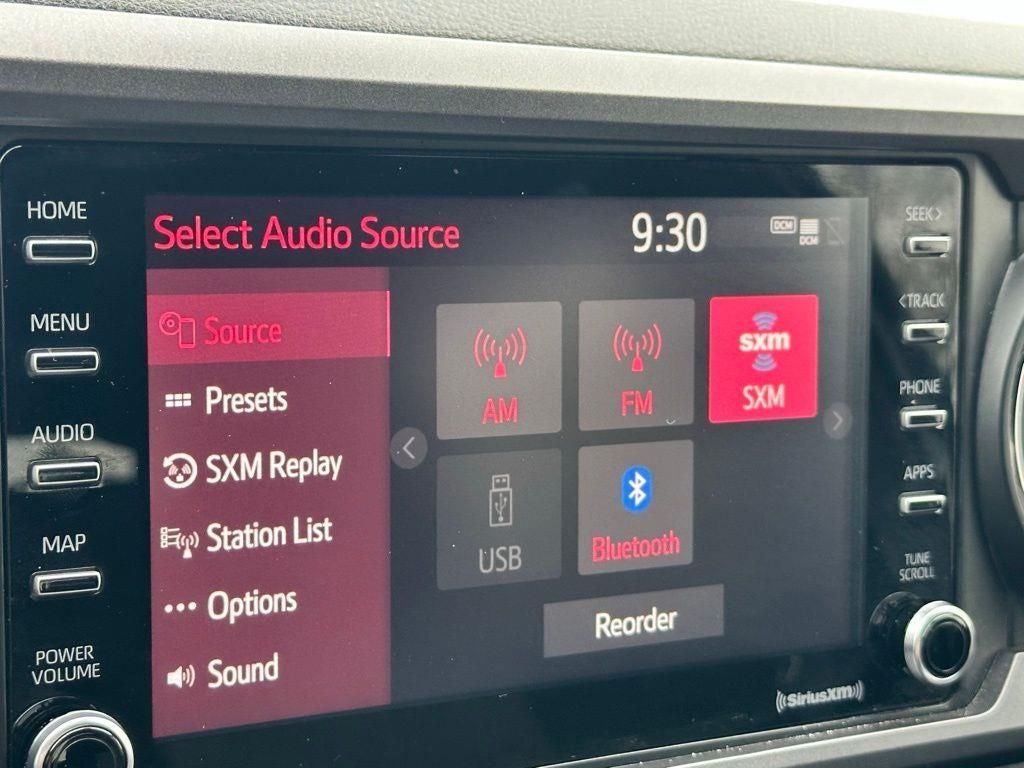 HOME
MENU
AUDIO
MAP
POWER
VOLUME
Select Audio Source
9:30
DCM
DCM
Source
Presets
SXM Replay
Station List
Options
Sound
AM
FM
sxm
SXM
USB
Bluetooth
Reorder
SEEK>
<TRACK
PHONE
APPS
TUNE
SCROLL
((SiriusXM))